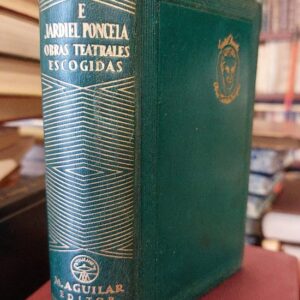 E
JARDIEL PONCELA
OBRAS TEATRALES
ESCOGIDAS
M. AGUILAR
EDITOR